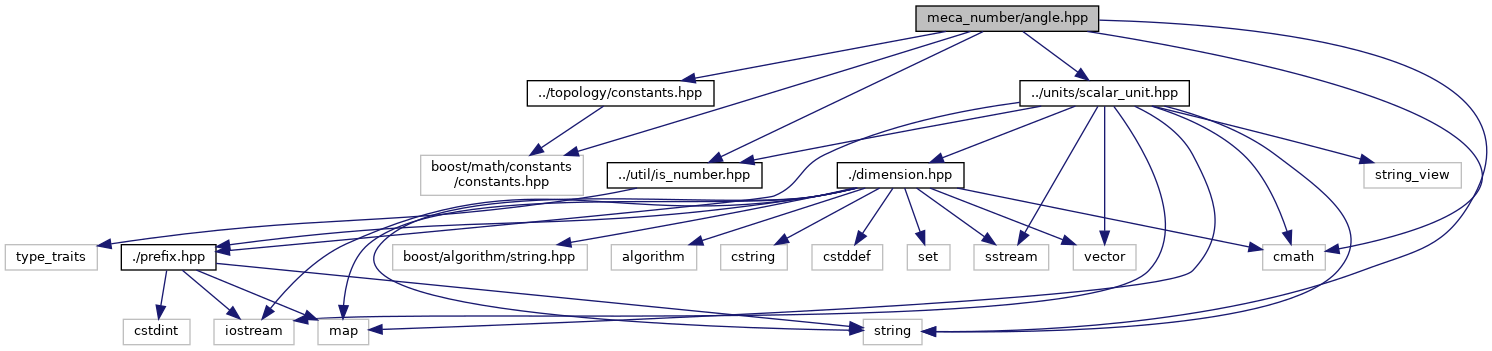 meca_number/angle.hpp
../topology/constants.hpp
../units/scalar_unit.hpp
boost/math/constants
/constants.hpp
../util/is_number.hpp
./dimension.hpp
string_view
type_traits
./prefix.hpp
boost/algorithm/string.hpp
algorithm
cstring
cstddef
set
sstream
vector
cmath
cstdint
iostream
map
string